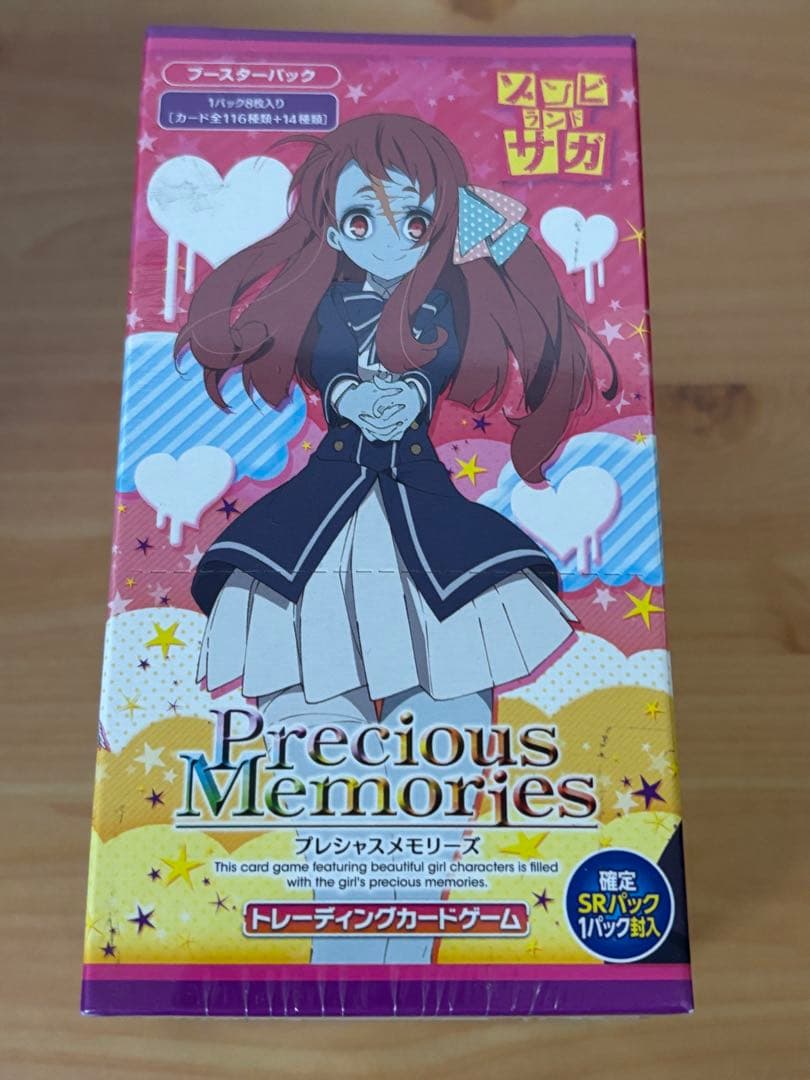 ブースターパック
1パック8枚入り
[カード全116種類+14種類]
ゾンビ
ランド
サガ
Precious
Memories
プレシャスメモリーズ
This card game featuring beautiful girl characters is filled
with the girl's precious memories.
トレーディングカードゲーム
確定
SRパック
1パック封入